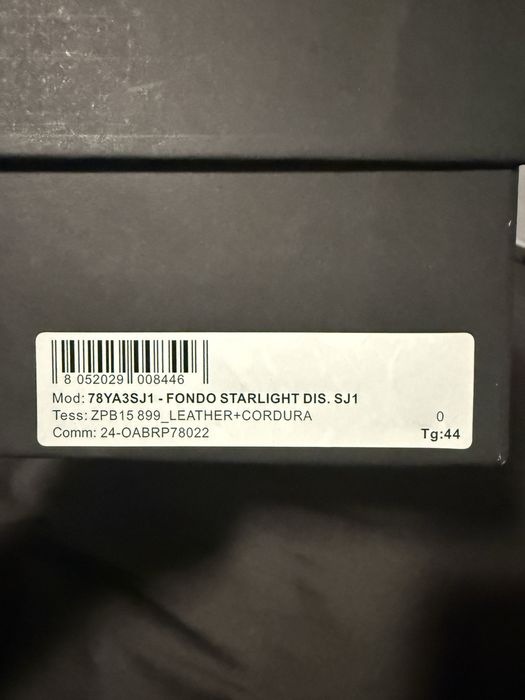 8 052029 008446
Mod: 78YA3SJ1 - FONDO STARLIGHT DIS. SJ1
Tess: ZPB15 899_LEATHER+CORDURA 0
Comm: 24-OABRP78022 Tg:44